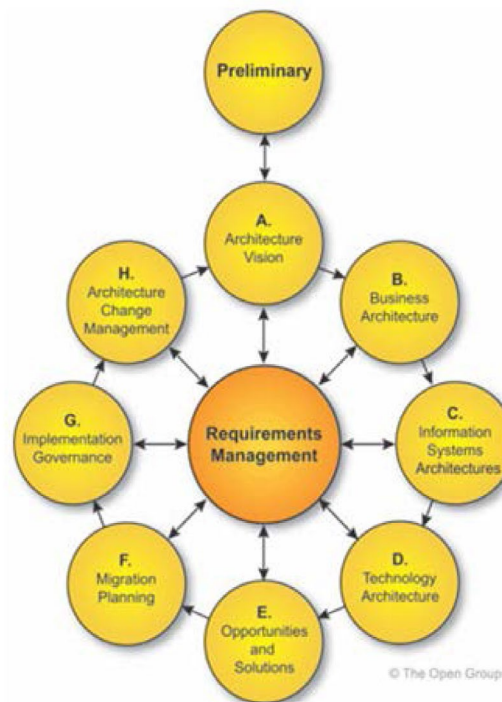 Preliminary
A.
Architecture
Vision
H.
Architecture
Change
Management
B.
Business
Architecture
G.
Implementation
Governance
Requirements
Management
C.
Information
Systems
Architectures
F.
Migration
Planning
D.
Technology
Architecture
E.
Opportunities
and
Solutions
© The Open Group